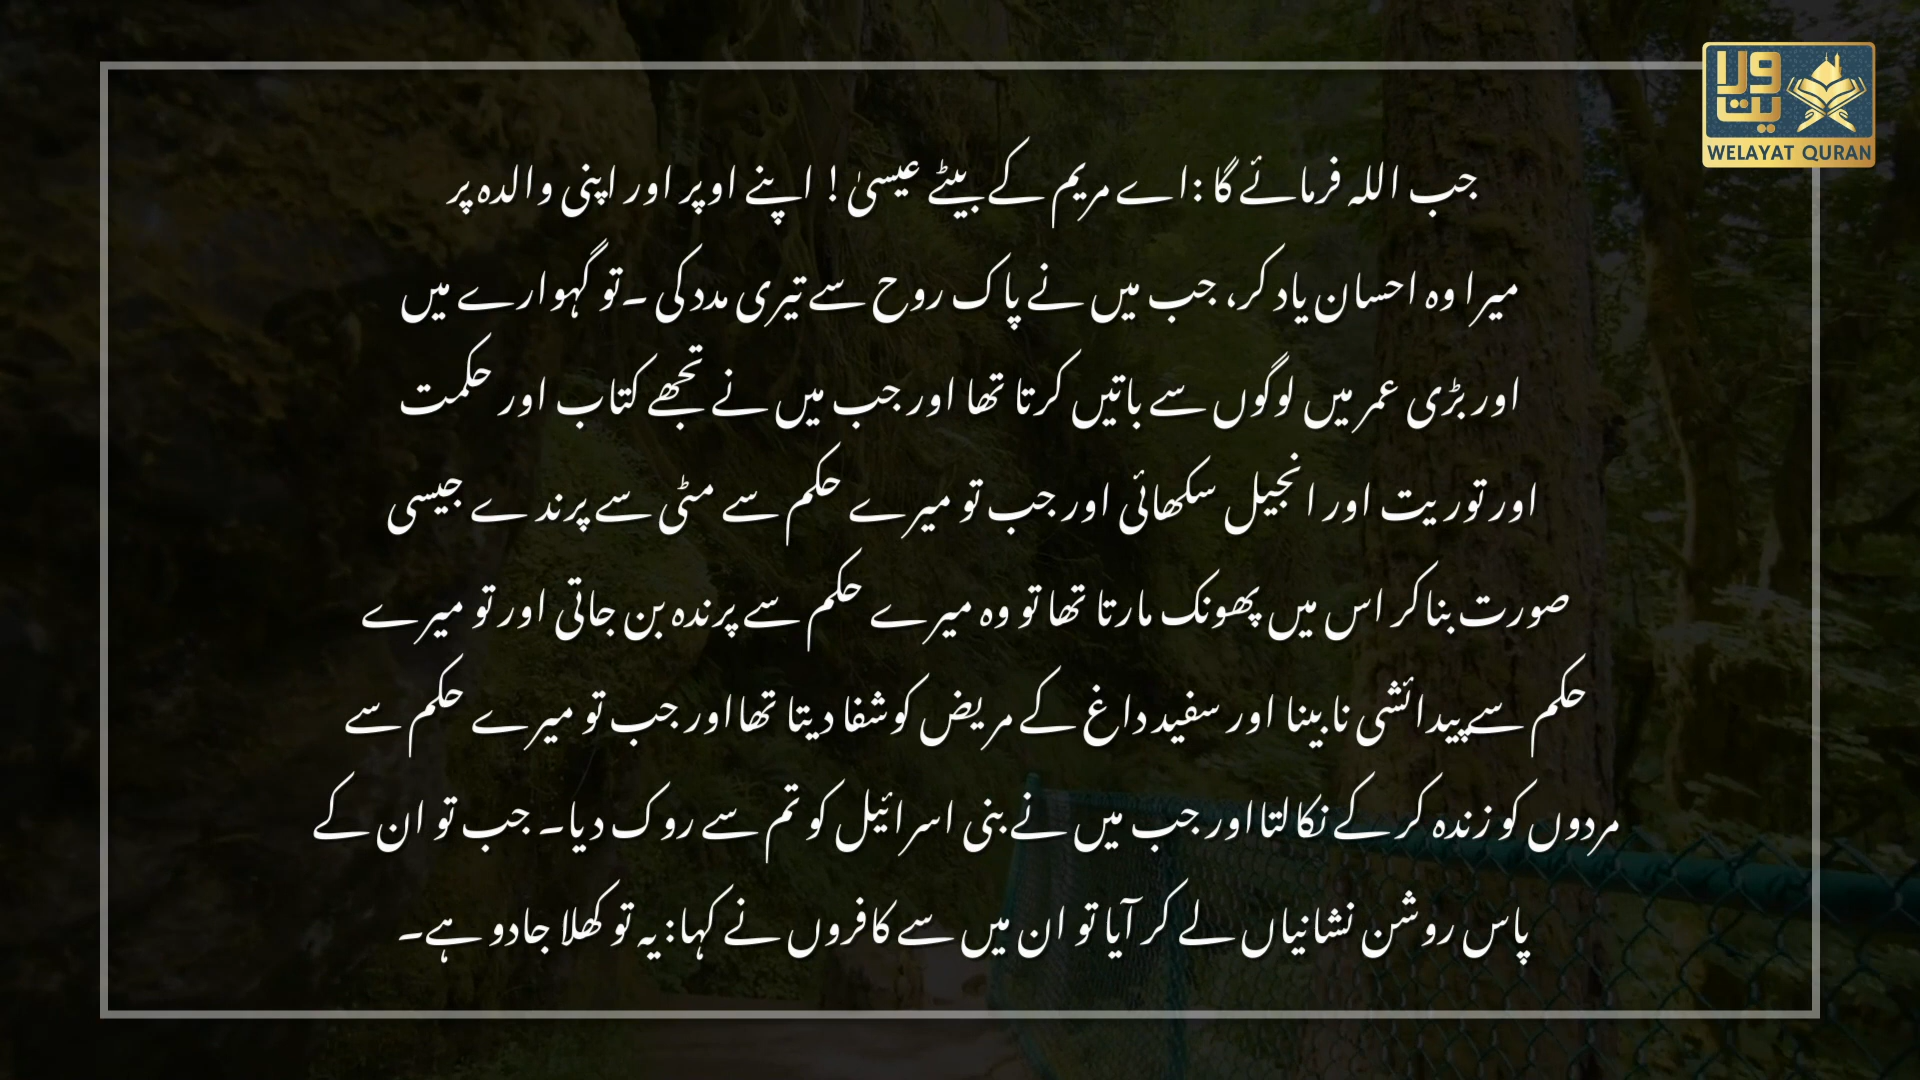 ولایت
WELAYAT QURAN
جب اللہ فرمائے گا :اے مریم کے بیٹے عیسیٰ ! اپنے اوپر اور اپنی والدہ پر
میرا وہ احسان یاد کر، جب میں نے پاک روح سے تیری مدد کی ۔تو گہوارے میں
اور بڑی عمر میں لوگوں سے باتیں کرتا تھا اور جب میں نے تجھے کتاب اور حکمت
اور توریت اور انجیل سکھائی اور جب تو میرے حکم سے مٹی سے پرندے جیسی
صورت بنا کر اس میں پھونک مارتا تھا تو وہ میرے حکم سے پرندہ بن جاتی اور تو میرے
حکم سے پیدائشی نابینا اور سفید داغ کے مریض کو شفا دیتا تھا اور جب تو میرے حکم سے
مردوں کو زندہ کر کے نکالتا اور جب میں نے بنی اسرائیل کو تم سے روک دیا۔ جب تو ان کے
پاس روشن نشانیاں لے کر آیا تو ان میں سے کافروں نے کہا: یہ تو کھلا جادو ہے۔